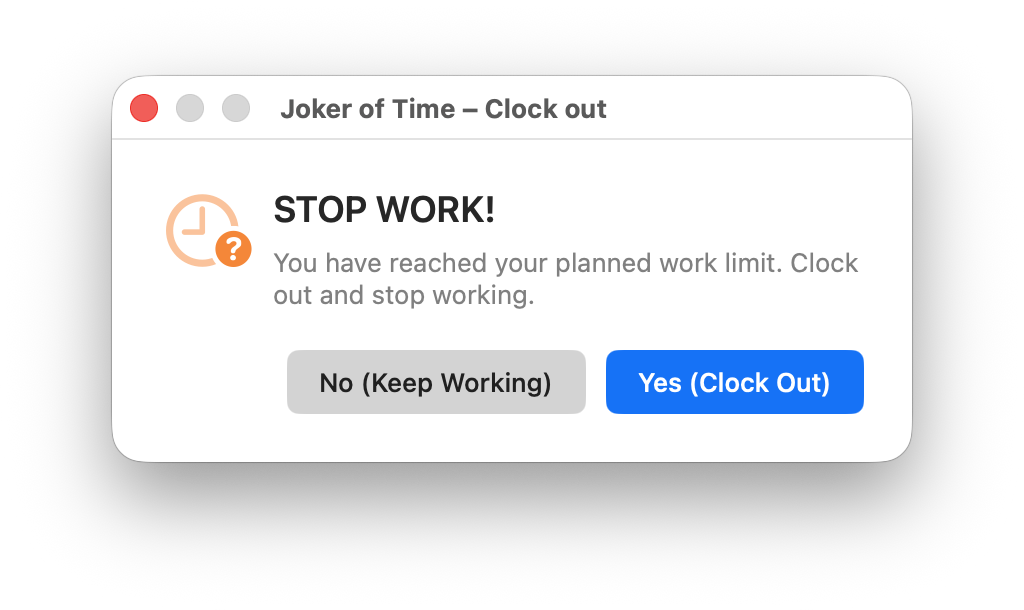 Joker of Time – Clock out
STOP WORK!
?
You have reached your planned work limit. Clock
out and stop working.
No (Keep Working)
Yes (Clock Out)